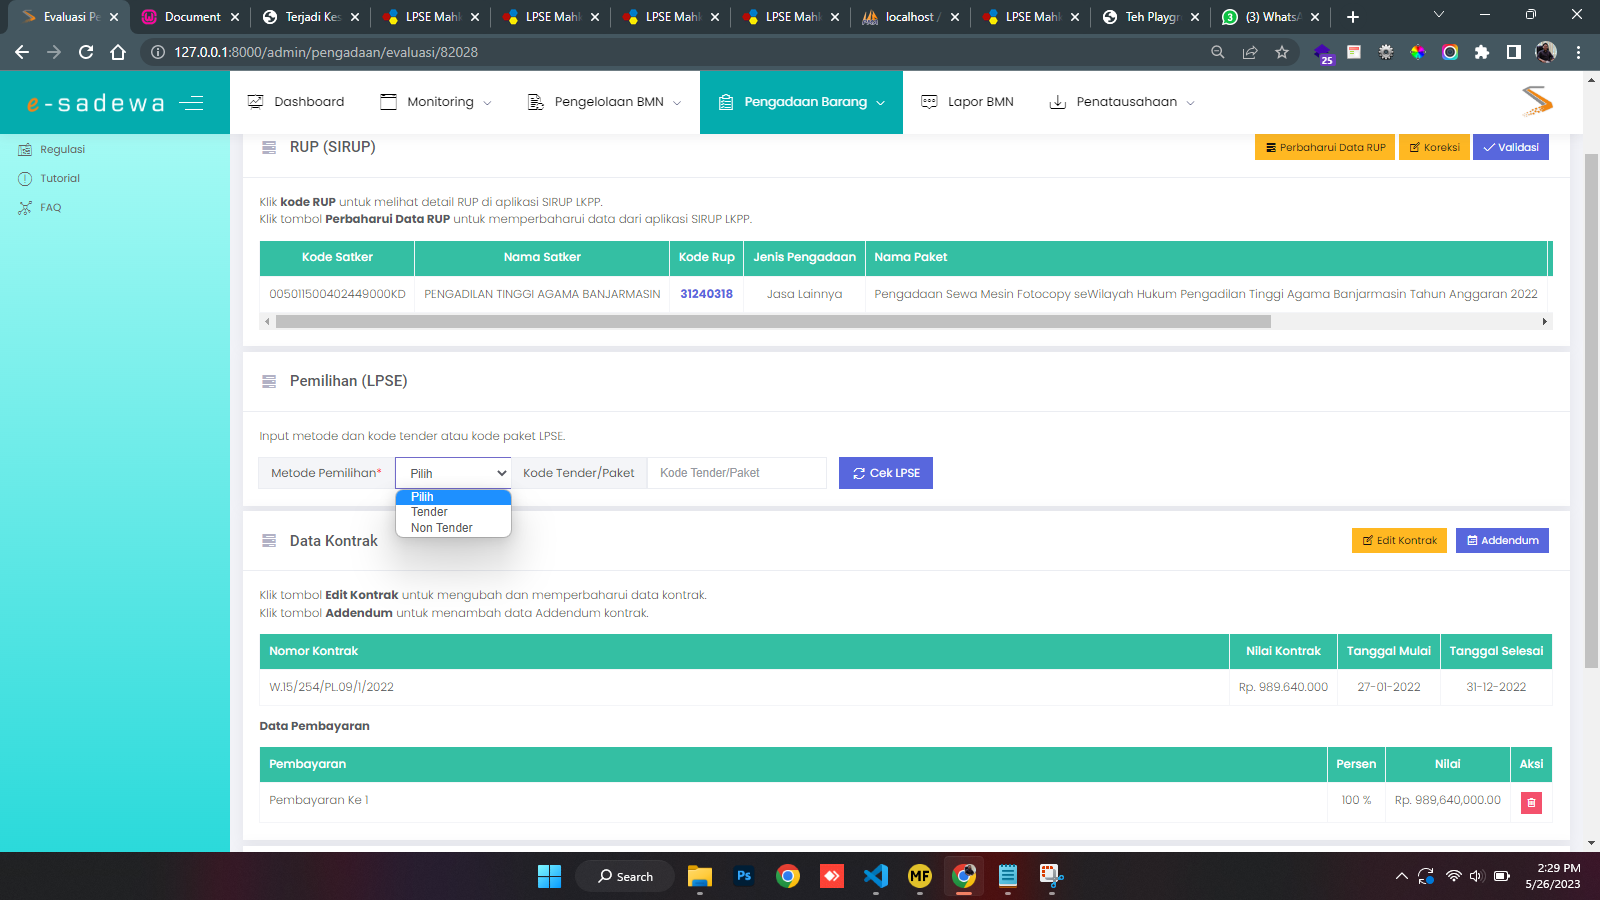 Evaluasi Pe
Document
Terjadi Kes
LPSE Mahk
LPSE Mahk
LPSE Mahk
LPSE Mahk
localhost /
LPSE Mahk
Teh Playgr
(3) WhatsA
127.0.0.1:8000/admin/pengadaan/evaluasi/82028
25
e-sadewa
Dashboard
Monitoring
Pengelolaan BMN
Pengadaan Barang
Lapor BMN
Penatausahaan
Regulasi
Tutorial
FAQ
RUP (SIRUP)
Perbaharui Data RUP
Koreksi
Validasi
Klik kode RUP untuk melihat detail RUP di aplikasi SIRUP LKPP.
Klik tombol Perbaharui Data RUP untuk memperbaharui data dari aplikasi SIRUP LKPP.
Kode Satker Nama Satker Kode Rup Jenis Pengadaan Nama Paket
005011500402449000KD PENGADILAN TINGGI AGAMA BANJARMASIN 31240318 Jasa Lainnya Pengadaan Sewa Mesin Fotocopy seWilayah Hukum Pengadilan Tinggi Agama Banjarmasin Tahun Anggaran 2022
Pemilihan (LPSE)
Input metode dan kode tender atau kode paket LPSE.
Metode Pemilihan* Pilih Kode Tender/Paket Kode Tender/Paket Cek LPSE
Pilih
Tender
Non Tender
Data Kontrak
Edit Kontrak
Addendum
Klik tombol Edit Kontrak untuk mengubah dan memperbaharui data kontrak.
Klik tombol Addendum untuk menambah data Addendum kontrak.
Nomor Kontrak Nilai Kontrak Tanggal Mulai Tanggal Selesai
W.15/254/PL.09/1/2022 Rp. 989.640.000 27-01-2022 31-12-2022
Data Pembayaran
Pembayaran Persen Nilai Aksi
Pembayaran Ke 1 100 % Rp. 989,640,000.00
Search
Ps
MF
2:29 PM
5/26/2023